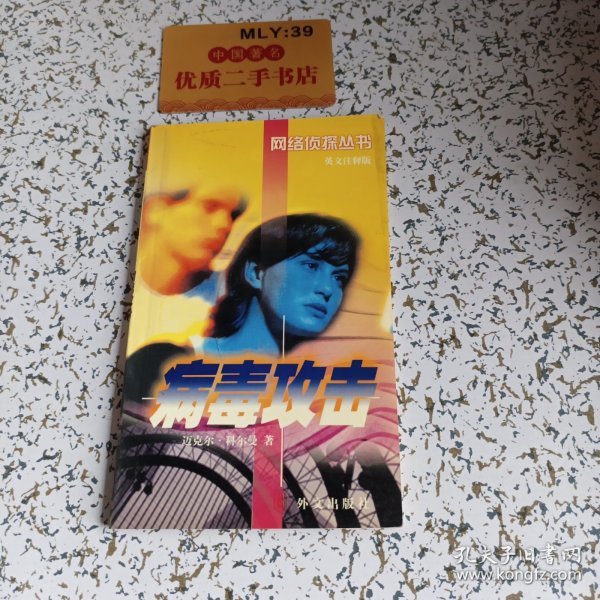 MLY:39
中国著名
优质二手书店
网络侦探丛书
英文注释版
病毒攻击
迈克尔·科尔曼 著
外文出版社
孔夫子旧书网
www.kongfz.com